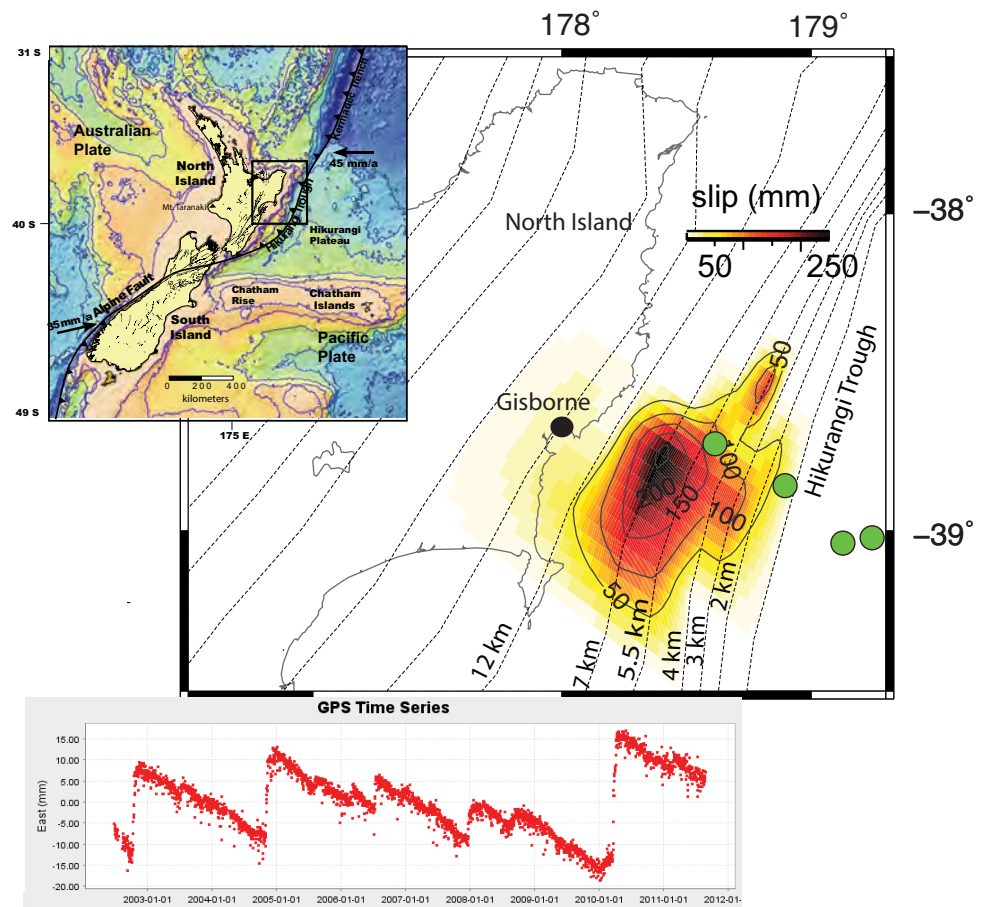 178°
179°
31 S
Australian
Plate
North
Island
Mt. Taranaki
Kermadec Trench
45 mm/a
40 S
Hikurangi Trough
Hikurangi
Plateau
Alpine Fault
35mm/a
Chatham
Rise
Chatham
Islands
South
Island
Pacific
Plate
0 200 400
kilometers
49 S
175 E
North Island
slip (mm)
50
250
−38°
Gisborne
50
100
200
150
100
50
Hikurangi Trough
−39°
12 km
7 km
5.5 km
4 km
3 km
2 km
GPS Time Series
East (mm)
15.00
10.00
5.00
0.00
-5.00
-10.00
-15.00
-20.00
2003-01-01
2004-01-01
2005-01-01
2006-01-01
2007-01-01
2008-01-01
2009-01-01
2010-01-01
2011-01-01
2012-01-